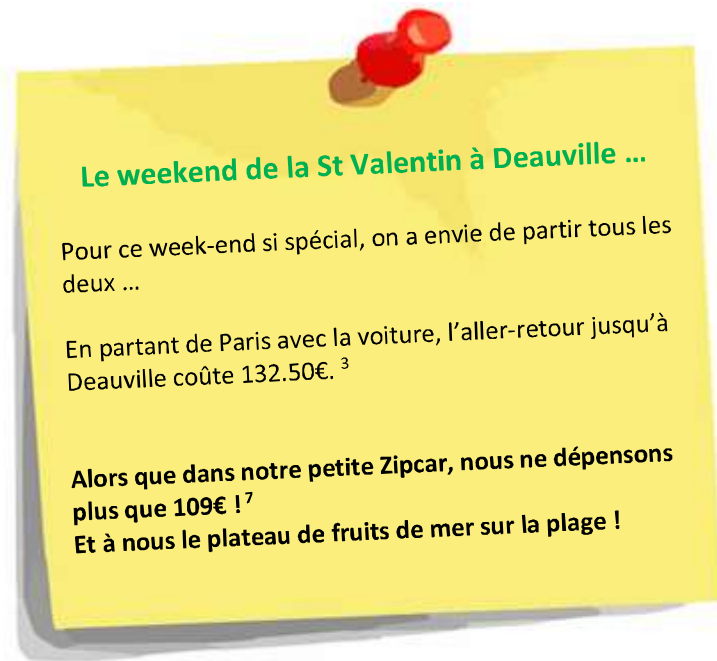 Le weekend de la St Valentin à Deauville ...
Pour ce week-end si spécial, on a envie de partir tous les
deux ...
En partant de Paris avec la voiture, l'aller-retour jusqu'à
Deauville coûte 132.50€. 3
Alors que dans notre petite Zipcar, nous ne dépensons
plus que 109€ ! 7
Et à nous le plateau de fruits de mer sur la plage !